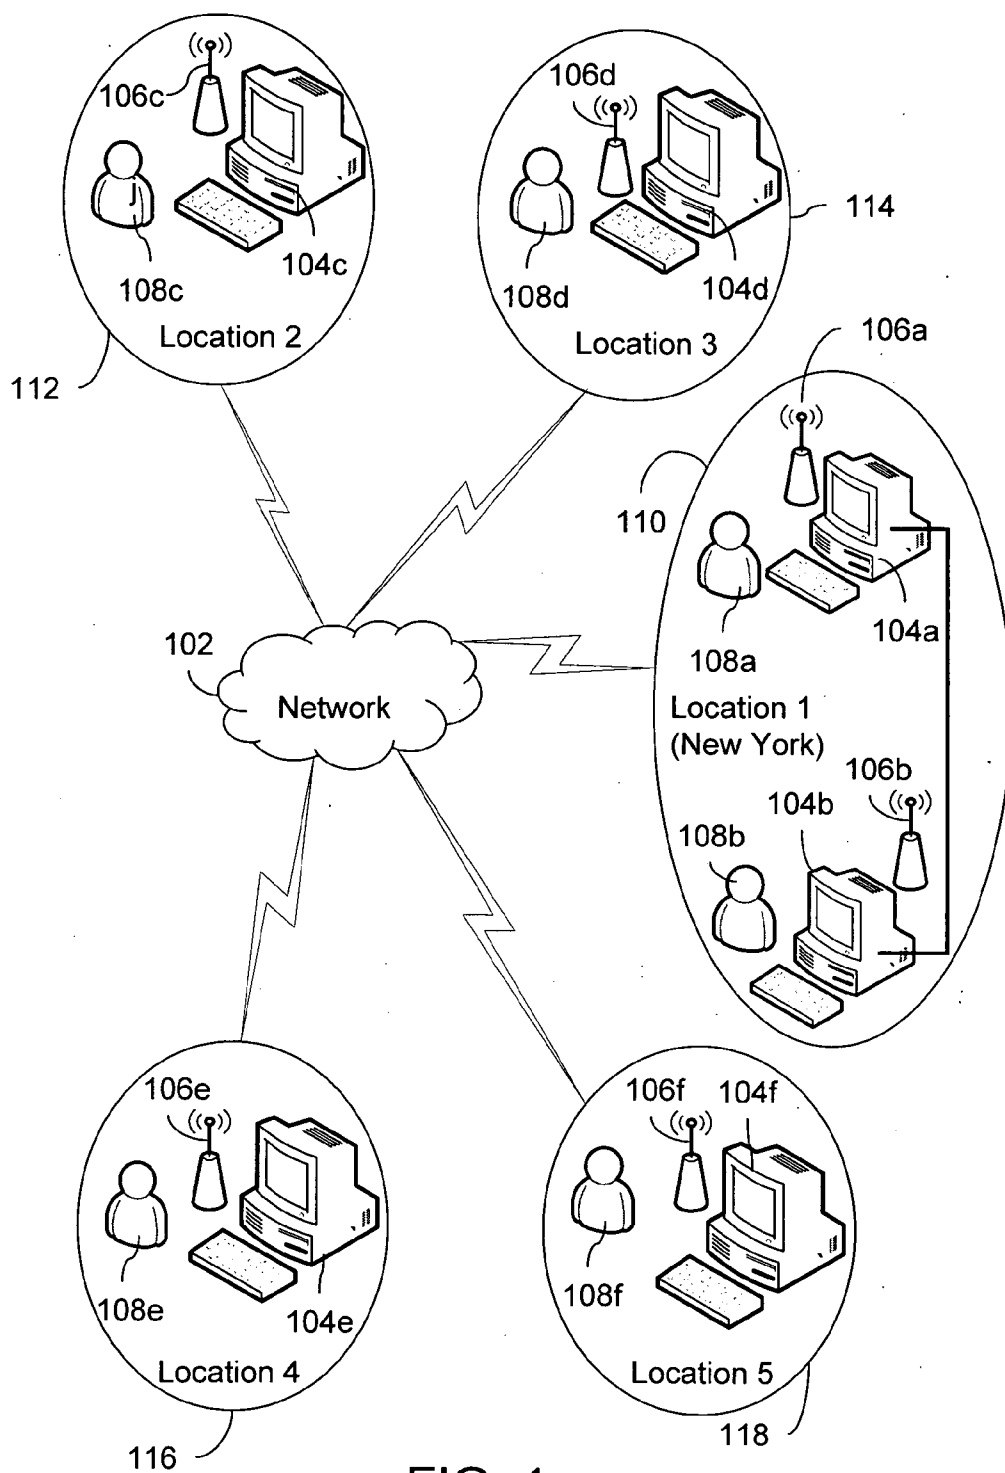 106c
106d
114
104c
108c
104d
108d
Location 2
Location 3
106a
112
110
104a
102
108a
Network
Location 1
(New York)
106b
104b
108b
106e
106f
104f
108e
104e
108f
Location 4
Location 5
116
118